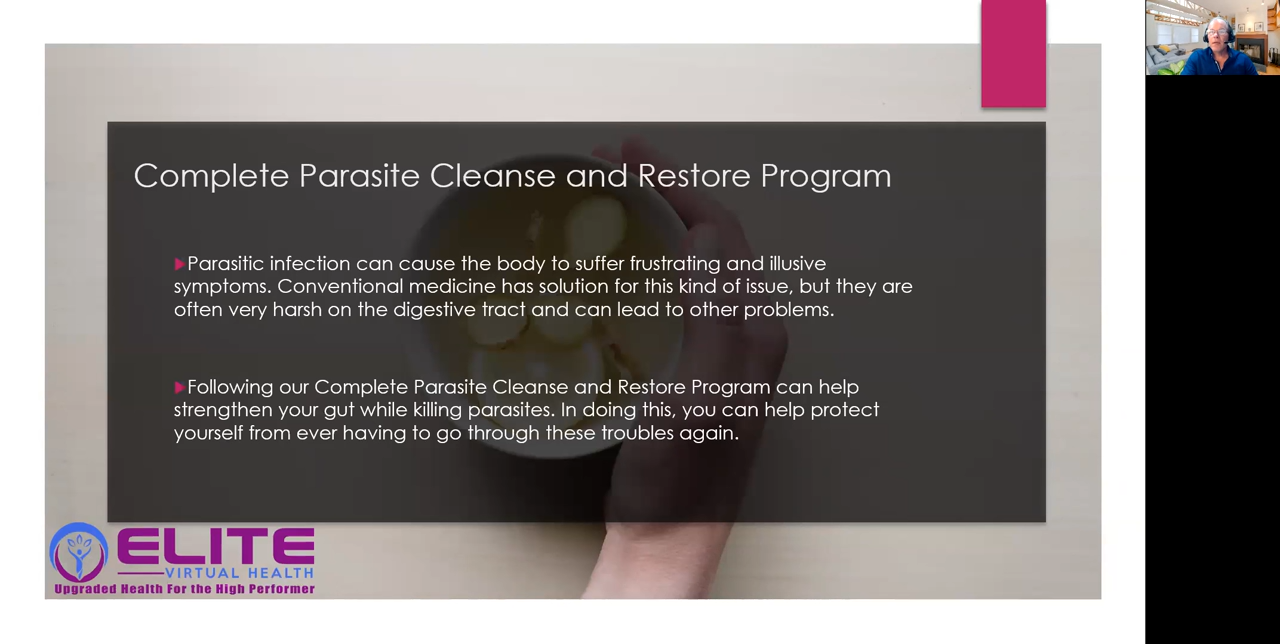 Complete Parasite Cleanse and Restore Program
Parasitic infection can cause the body to suffer frustrating and illusive
symptoms. Conventional medicine has solution for this kind of issue, but they are
often very harsh on the digestive tract and can lead to other problems.
Following our Complete Parasite Cleanse and Restore Program can help
strengthen your gut while killing parasites. In doing this, you can help protect
yourself from ever having to go through these troubles again.
ELITE
VIRTUAL HEALTH
Upgraded Health For the High Performer